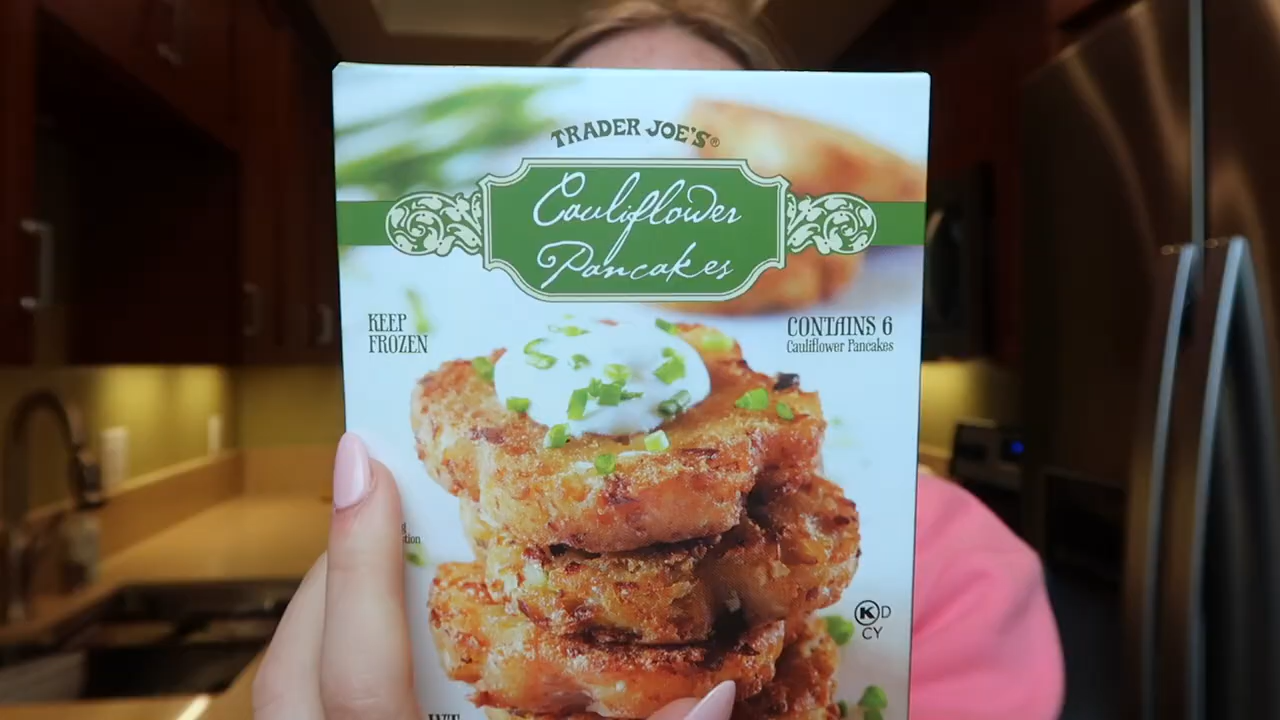 TRADER JOE'S®
Cauliflower
Pancakes
KEEP
FROZEN
CONTAINS 6
Cauliflower Pancakes
K D
CY